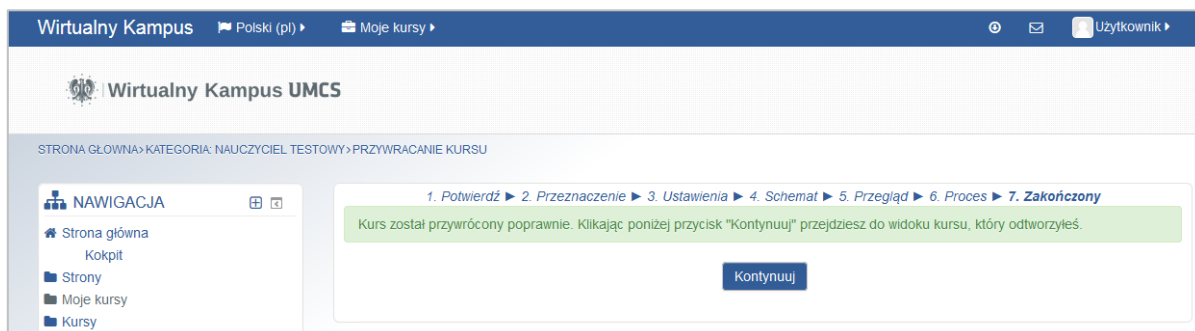 Wirtualny Kampus Polski (pl) Moje kursy Użytkownik
Wirtualny Kampus UMCS
STRONA GŁOWNA› KATEGORIA: NAUCZYCIEL TESTOWY› PRZYWRACANIE KURSU
NAWIGACJA
Strona główna
Kokpit
Strony
Moje kursy
Kursy
1. Potwierdź ► 2. Przeznaczenie ► 3. Ustawienia ► 4. Schemat ► 5. Przegląd ► 6. Proces ► 7. Zakończony
Kurs został przywrócony poprawnie. Klikając poniżej przycisk "Kontynuuj" przejdziesz do widoku kursu, który odtworzyłeś.
Kontynuuj